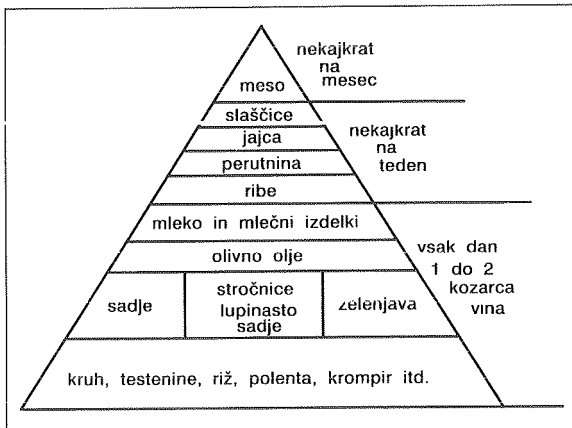 nekajkrat
na
mesec
meso
slaščice
jajca
perutnina
ribe
nekajkrat
na
teden
mleko in mlečni izdelki
olivno olje
sadje
stročnice
lupinasto
sadje
zelenjava
vsak dan
1 do 2
kozarca
vina
kruh, testenine, riž, polenta, krompir itd.